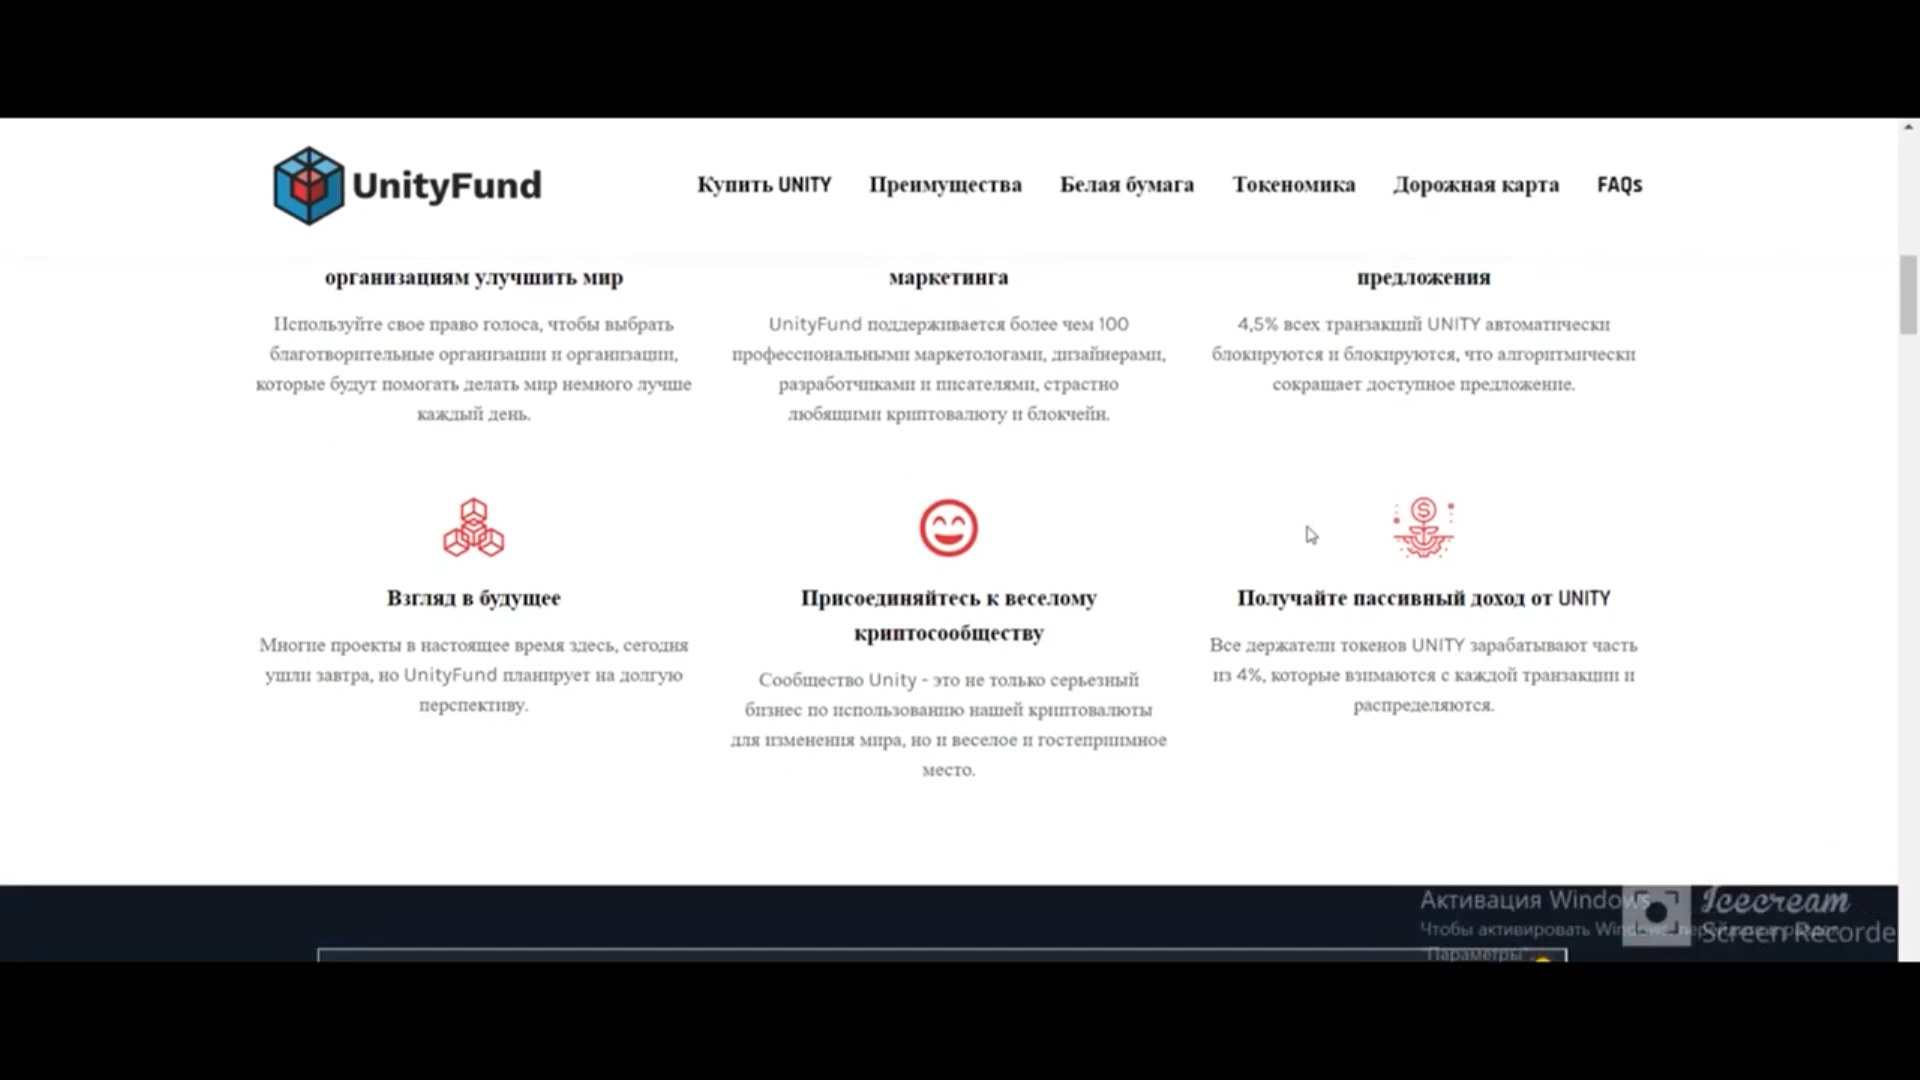 UnityFund
Купить UNITY Преимущества Белая бумага Токеномика Дорожная карта FAQs
организациям улучшить мир
Используйте свое право голоса, чтобы выбрать
благотворительные организации и организации,
которые будут помогать делать мир немного лучше
каждый день.
маркетинга
UnityFund поддерживается более чем 100
профессиональными маркетологами, дизайнерами,
разработчиками и писателями, страстно
любящими криптовалюту и блокчейн.
предложения
4,5% всех транзакций UNITY автоматически
блокируются и блокируются, что алгоритмически
сокращает доступное предложение.
Взгляд в будущее
Многие проекты в настоящее время здесь, сегодня
ушли завтра, но UnityFund планирует на долгую
перспективу.
Присоединяйтесь к веселому
криптосообществу
Сообщество Unity - это не только серьезный
бизнес по использованию нашей криптовалюты
для изменения мира, но и веселое и гостеприимное
место.
Получайте пассивный доход от UNITY
Все держатели токенов UNITY зарабатывают часть
из 4%, которые взимаются с каждой транзакции и
распределяются.
Активация Windows
Чтобы активировать Windows
"Параметры"
Icecream
Screen Recorde